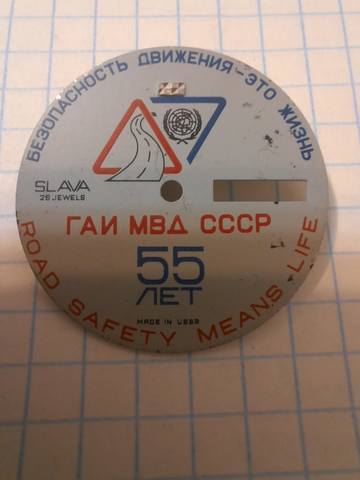 БЕЗОПАСНОСТЬ ДВИЖЕНИЯ - ЭТО ЖИЗНЬ
SLAVA
26 JEWELS
ГАИ МВД СССР
55
ЛЕТ
MADE IN USSR
ROAD SAFETY MEANS LIFE